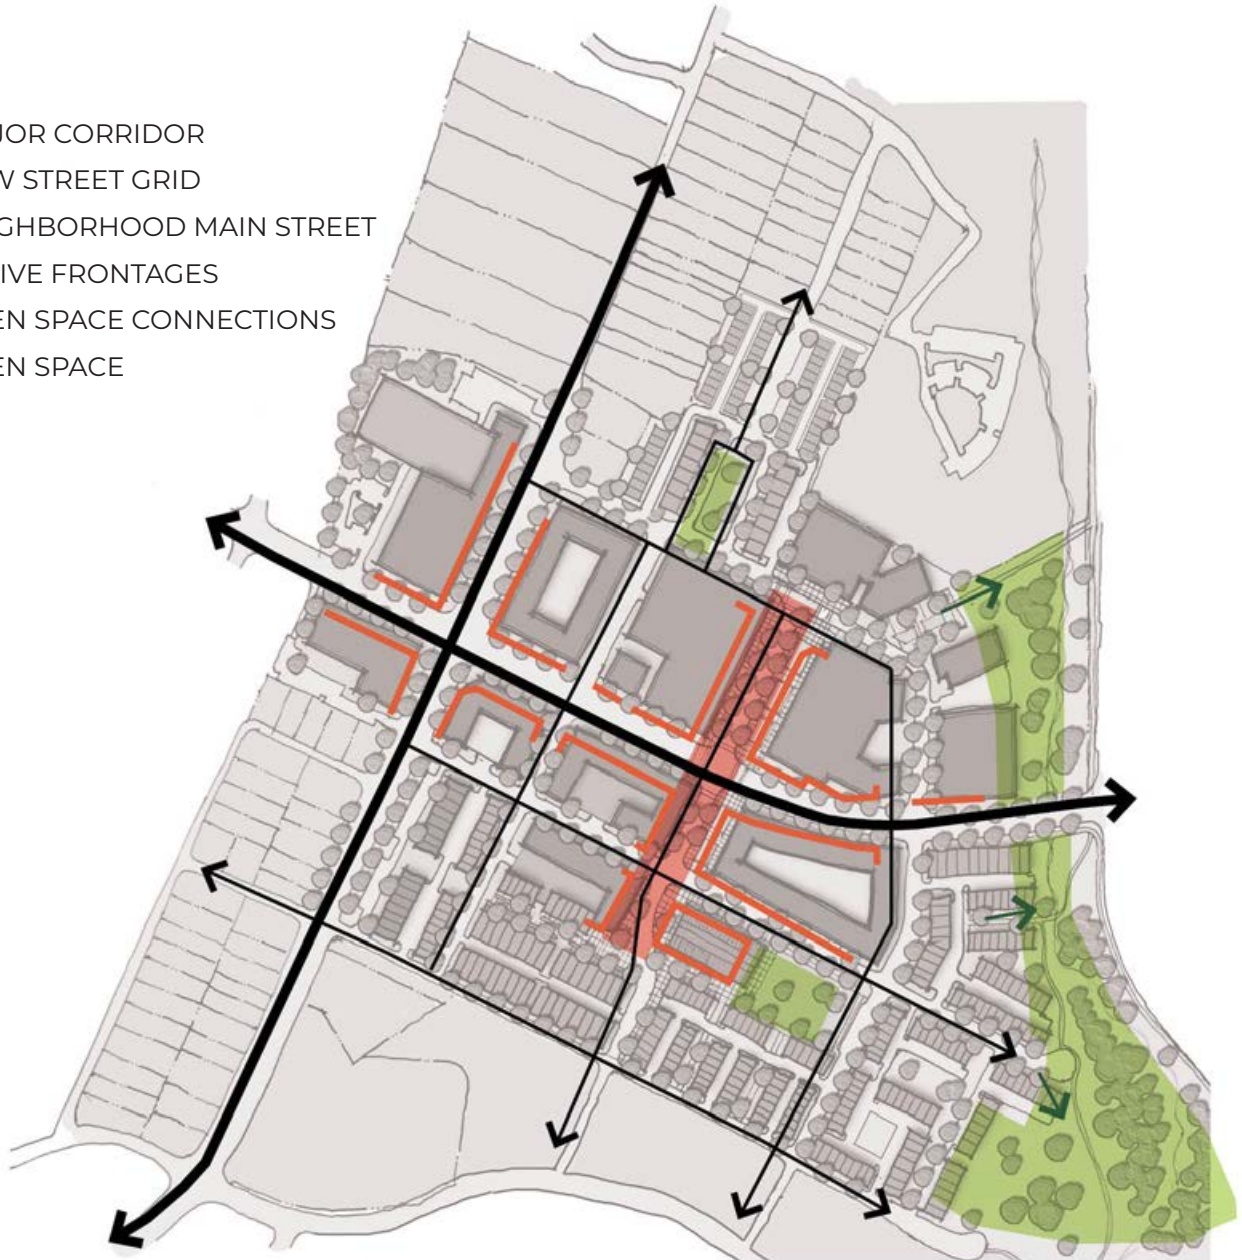 JOR CORRIDOR
W STREET GRID
GHBORHOOD MAIN STREET
IVE FRONTAGES
EN SPACE CONNECTIONS
EN SPACE